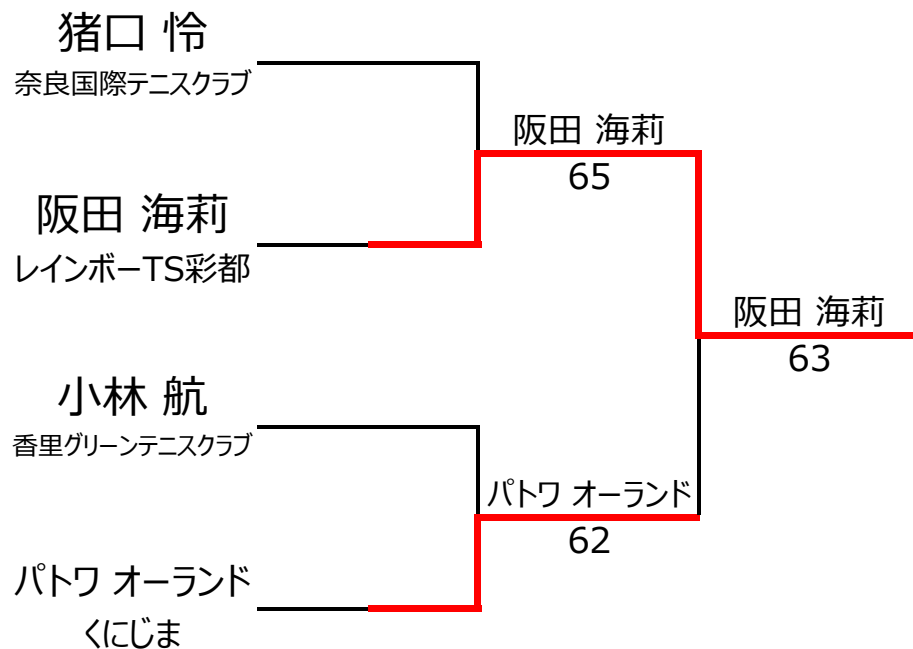 猪口 怜
奈良国際テニスクラブ
阪田 海莉
65
阪田 海莉
レインボーTS彩都
阪田 海莉
63
小林 航
香里グリーンテニスクラブ
パトワ オーランド
62
パトワ オーランド
くにじま